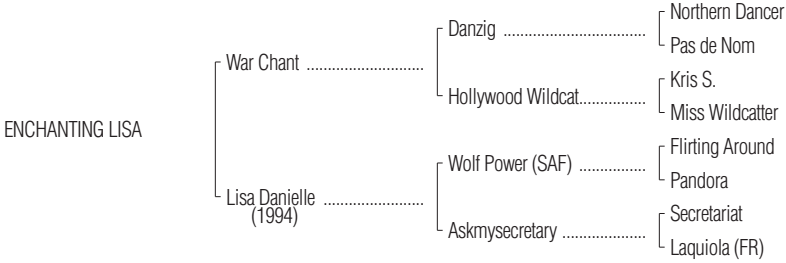 Northern Dancer
Danzig ................................
Pas de Nom
War Chant ..........................
Kris S.
Hollywood Wildcat...............
Miss Wildcatter
ENCHANTING LISA
Flirting Around
Wolf Power (SAF) ...............
Pandora
Lisa Danielle ......................
(1994)
Secretariat
Askmysecretary ...................
Laquiola (FR)